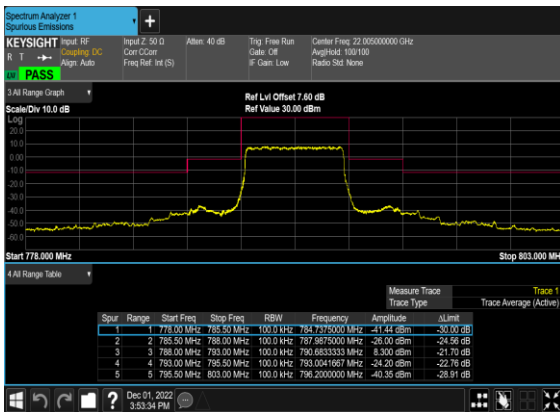 Spectrum Analyzer 1
Spurious Emissions
KEYSIGHT
R T
LW PASS
Input: RF
Coupling: DC
Align: Auto
Input Z: 50 Ω
Corr CCorr
Freq Ref: Int (S)
Atten: 40 dB
Trig: Free Run
Gate: Off
IF Gain: Low
Center Freq: 22.005000000 GHz
Avg|Hold: 100/100
Radio Std: None
3 All Range Graph
Scale/Div 10.0 dB
Ref Lvl Offset 7.60 dB
Ref Value 30.00 dBm
Log
20.0
10.0
0.00
-10.0
-20.0
-30.0
-40.0
-50.0
-60.0
Start 778.000 MHz
Stop 803.000 MH
4 All Range Table
Measure Trace Trace 1
Trace Type Trace Average (Active)
Spur Range Start Freq Stop Freq RBW Frequency Amplitude ΔLimit
1 1 778.00 MHz 785.50 MHz 100.0 kHz 784.7375000 MHz -41.44 dBm -30.00 dB
2 2 785.50 MHz 788.00 MHz 100.0 kHz 787.9875000 MHz -26.00 dBm -24.56 dB
3 3 788.00 MHz 793.00 MHz 100.0 kHz 790.6833333 MHz 8.300 dBm -21.70 dB
4 4 793.00 MHz 795.50 MHz 100.0 kHz 793.0041667 MHz -24.20 dBm -22.76 dB
5 5 795.50 MHz 803.00 MHz 100.0 kHz 796.2000000 MHz -40.35 dBm -28.91 dB
Dec 01, 2022
3:53:34 PM